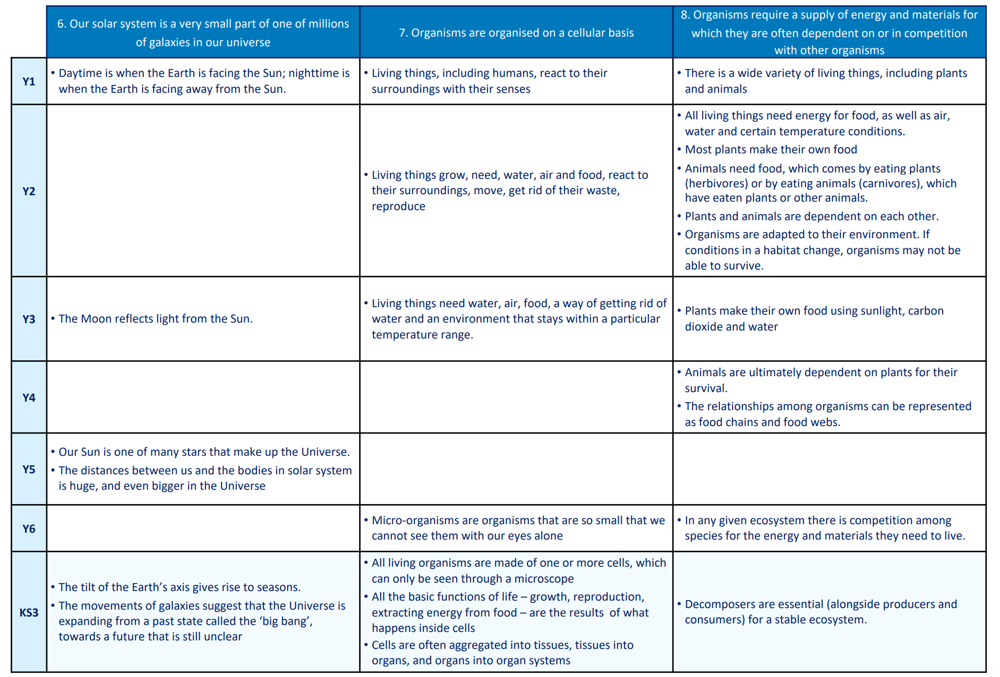 6. Our solar system is a very small part of one of millions
of galaxies in our universe
7. Organisms are organised on a cellular basis
8. Organisms require a supply of energy and materials for
which they are often dependent on or in competition
with other organisms
Y1
• Daytime is when the Earth is facing the Sun; nighttime is
when the Earth is facing away from the Sun.
• Living things, including humans, react to their
surroundings with their senses
• There is a wide variety of living things, including plants
and animals
Y2
• Living things grow, need, water, air and food, react to
their surroundings, move, get rid of their waste,
reproduce
• All living things need energy for food, as well as air,
water and certain temperature conditions.
• Most plants make their own food
• Animals need food, which comes by eating plants
(herbivores) or by eating animals (carnivores), which
have eaten plants or other animals.
• Plants and animals are dependent on each other.
• Organisms are adapted to their environment. If
conditions in a habitat change, organisms may not be
able to survive.
Y3
• The Moon reflects light from the Sun.
• Living things need water, air, food, a way of getting rid of
water and an environment that stays within a particular
temperature range.
• Plants make their own food using sunlight, carbon
dioxide and water
Y4
• Animals are ultimately dependent on plants for their
survival.
• The relationships among organisms can be represented
as food chains and food webs.
Y5
• Our Sun is one of many stars that make up the Universe.
• The distances between us and the bodies in solar system
is huge, and even bigger in the Universe
Y6
• Micro-organisms are organisms that are so small that we
cannot see them with our eyes alone
• In any given ecosystem there is competition among
species for the energy and materials they need to live.
KS3
• The tilt of the Earth’s axis gives rise to seasons.
• The movements of galaxies suggest that the Universe is
expanding from a past state called the ‘big bang’,
towards a future that is still unclear
• All living organisms are made of one or more cells, which
can only be seen through a microscope
• All the basic functions of life – growth, reproduction,
extracting energy from food – are the results of what
happens inside cells
• Cells are often aggregated into tissues, tissues into
organs, and organs into organ systems
• Decomposers are essential (alongside producers and
consumers) for a stable ecosystem.